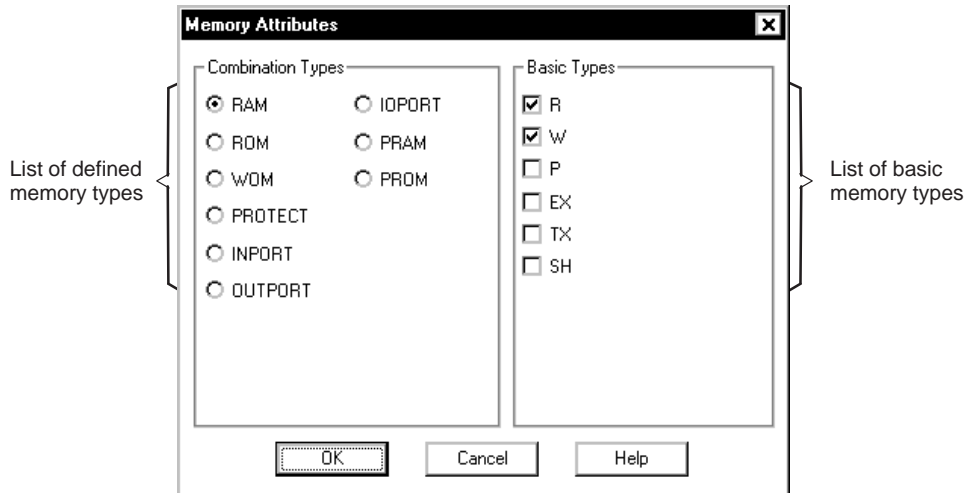 Memory Attributes
Combination Types
RAM
ROM
WOM
PROTECT
INPORT
OUTPORT
IOPORT
PRAM
PROM
Basic Types
R
W
P
EX
TX
SH
List of defined
memory types
List of basic
memory types
OK
Cancel
Help